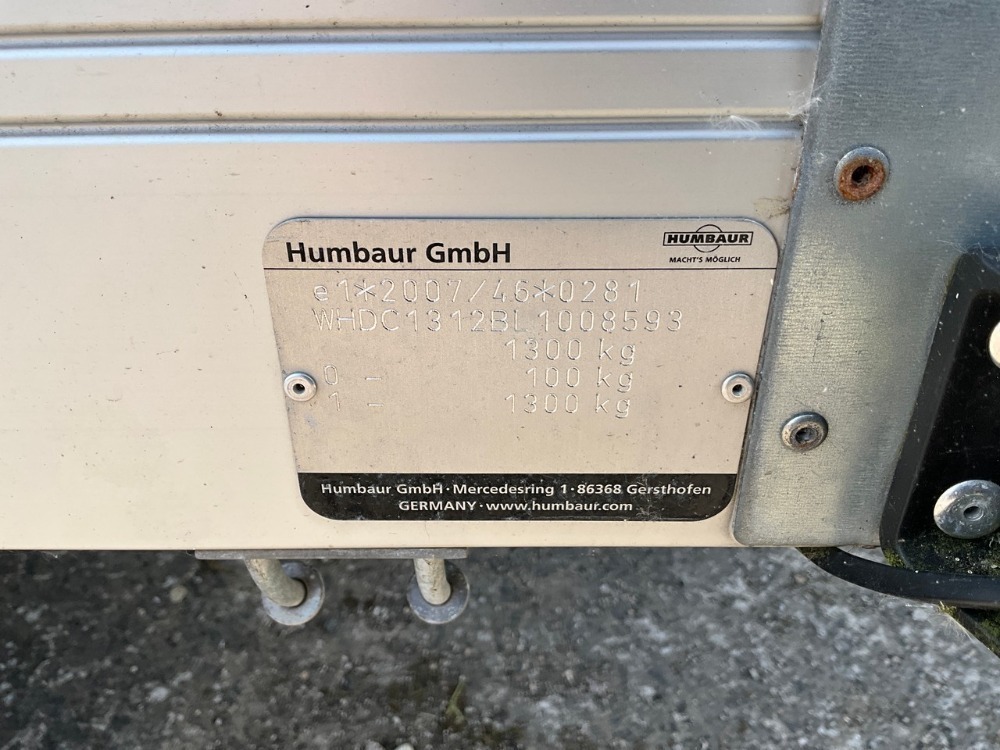 Humbaur GmbH
HUMBAUR
MACHT'S MÖGLICH
e1*2007/46*0281
WHDC1312BL1008593
1300 kg
0 - 100 kg
1 - 1300 kg
Humbaur GmbH · Mercedesring 1 · 86368 Gersthofen
GERMANY · www.humbaur.com